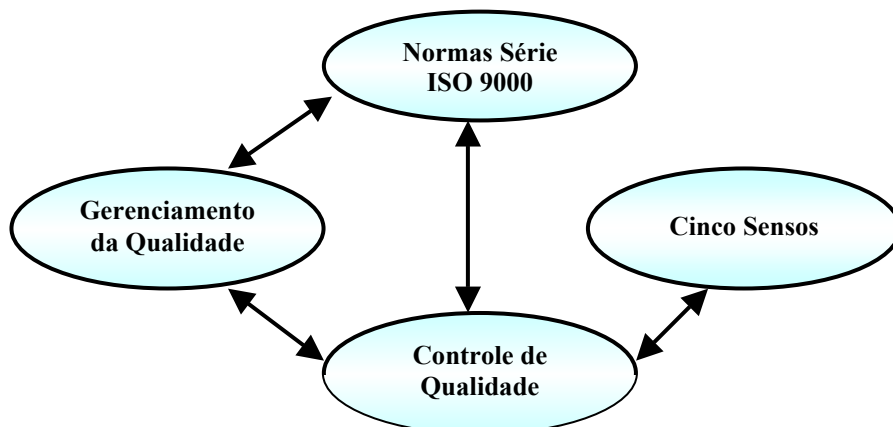 Normas Série
ISO 9000
Gerenciamento
da Qualidade
Cinco Sensos
Controle de
Qualidade